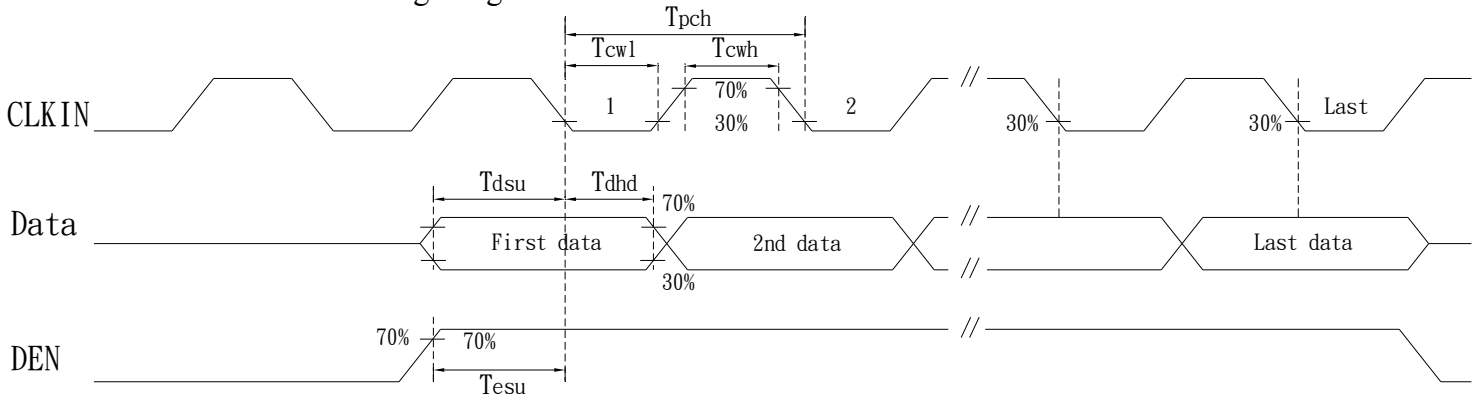 Tpch
Tcwl Tcwh
CLKIN 1 70% 30% 2 // 30% 30% Last
Tdsu Tdhd
70%
Data First data 2nd data // Last data
//
30%
70% 70% //
DEN
Tesu